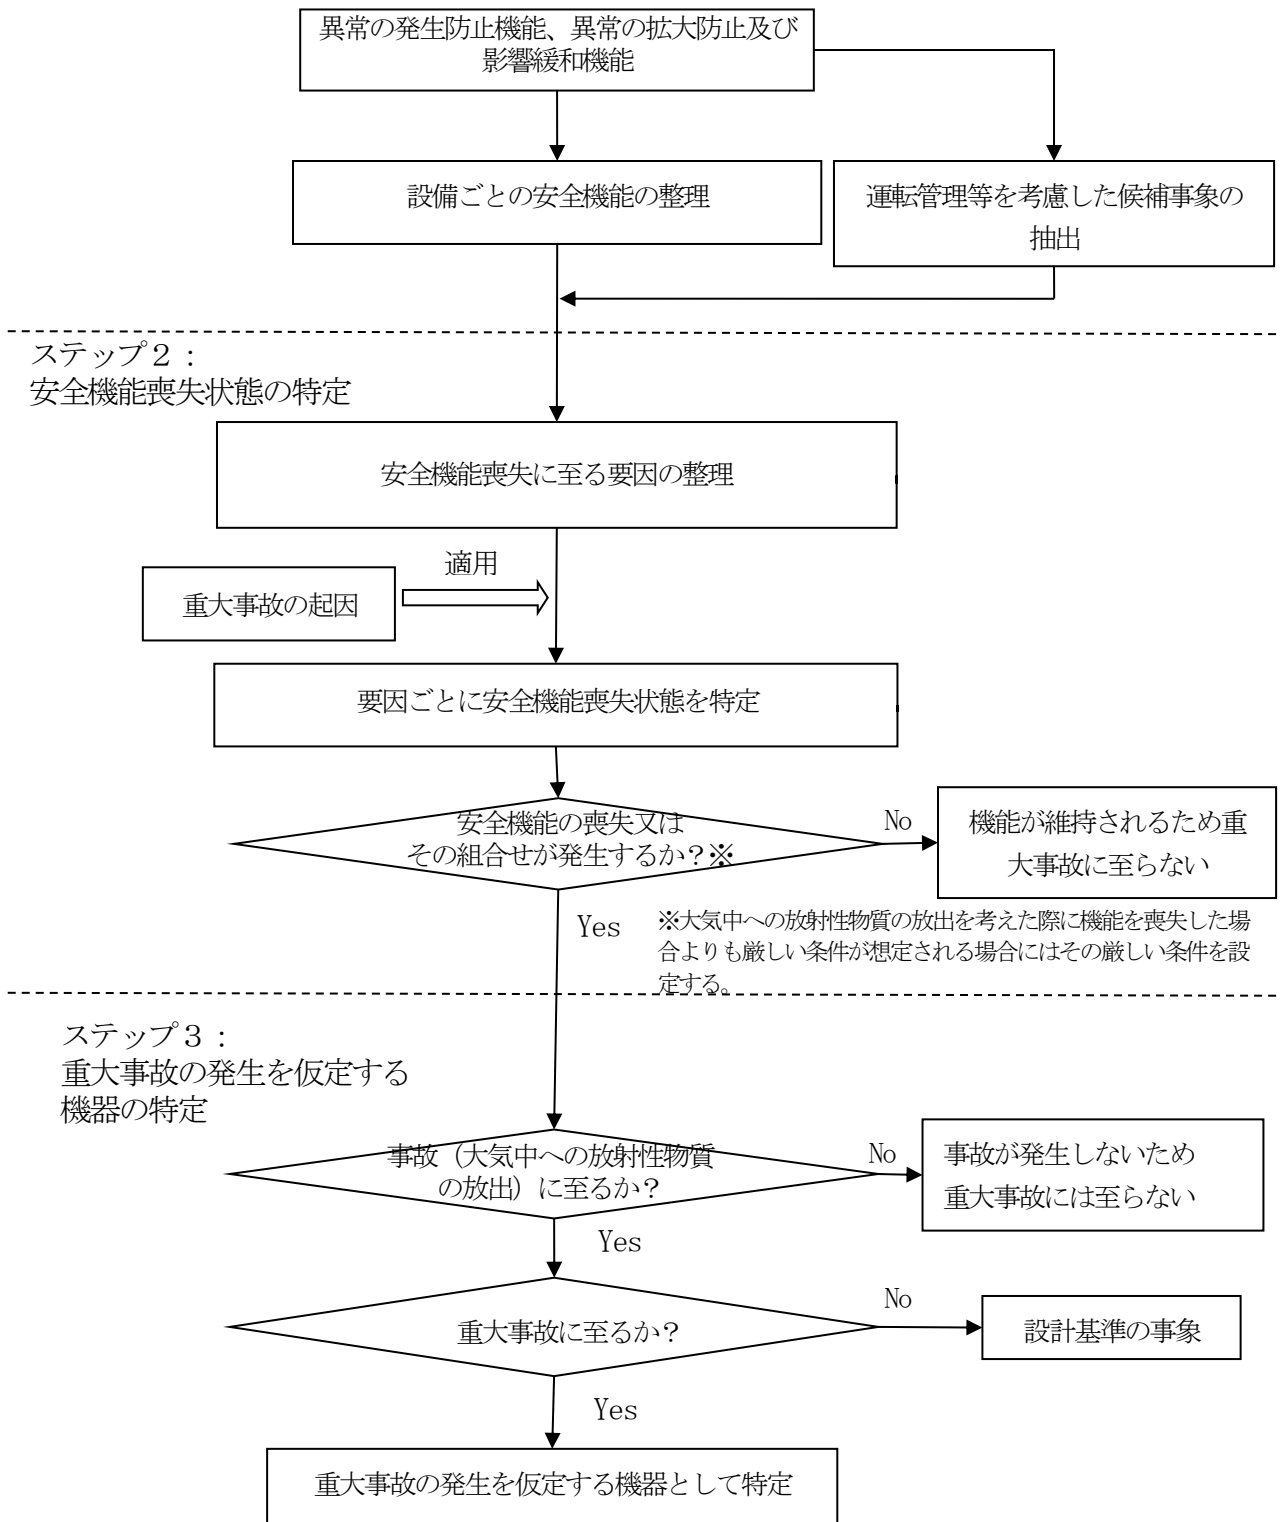 異常の発生防止機能、異常の拡大防止及び
影響緩和機能
設備ごとの安全機能の整理
運転管理等を考慮した候補事象の
抽出
ステップ２：
安全機能喪失状態の特定
安全機能喪失に至る要因の整理
適用
重大事故の起因
要因ごとに安全機能喪失状態を特定
安全機能の喪失又は
その組合せが発生するか？※
No
機能が維持されるため重
大事故に至らない
Yes
※大気中への放射性物質の放出を考えた際に機能を喪失した場
合よりも厳しい条件が想定される場合にはその厳しい条件を設
定する。
ステップ３：
重大事故の発生を仮定する
機器の特定
事故（大気中への放射性物質
の放出）に至るか？
No
事故が発生しないため
重大事故には至らない
Yes
重大事故に至るか？
No
設計基準の事象
Yes
重大事故の発生を仮定する機器として特定